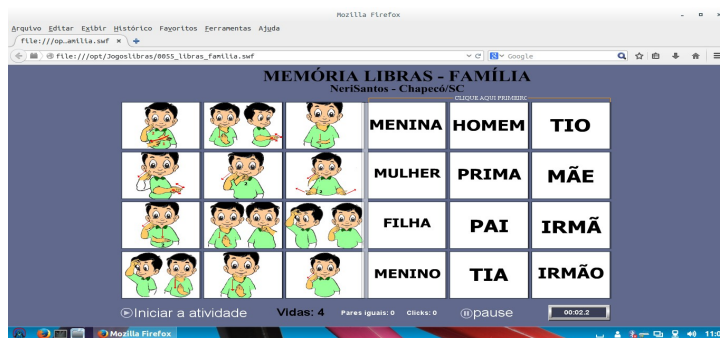 Mozilla Firefox
Arquivo Editar Exibir Histórico Favoritos Ferramentas Ajuda
file:///op...amilia.swf
file:///opt/Jogoslibras/0055_libras_familia.swf
Google
MEMÓRIA LIBRAS - FAMÍLIA
NeriSantos - Chapecó/SC
CLIQUE AQUI PRIMEIRO
MENINA HOMEM TIO
MULHER PRIMA MÃE
FILHA PAI IRMÃ
MENINO TIA IRMÃO
Iniciar a atividade Vidas: 4 Pares iguais: 0 Clicks: 0 pause 00:02.2
Mozilla Firefox